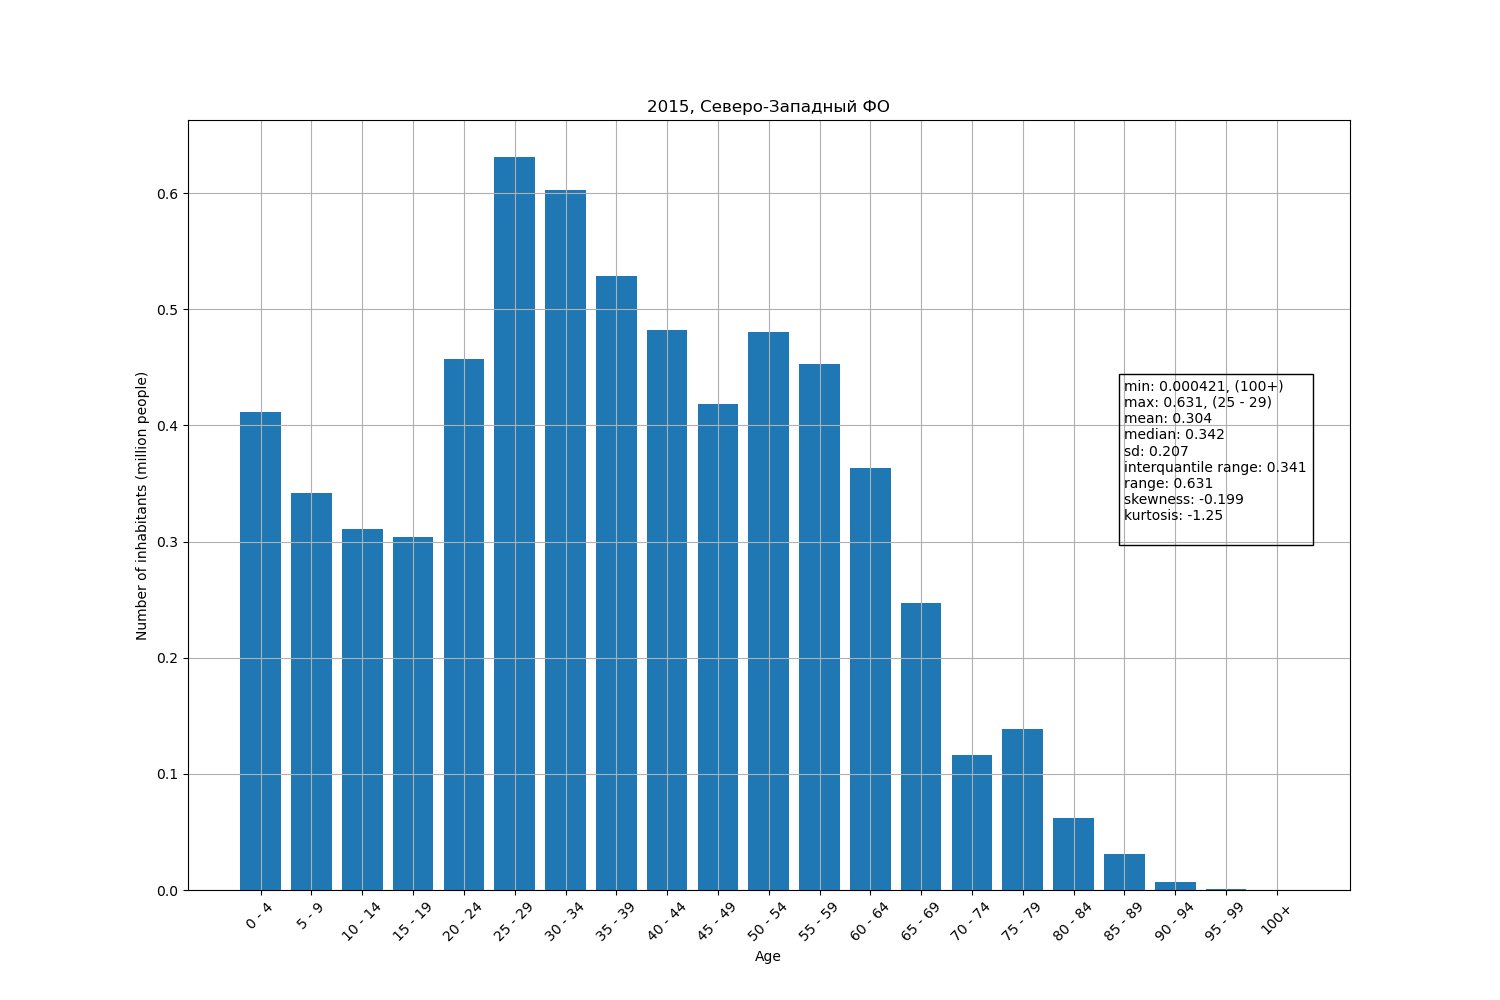 2015, Северо-Западный ФО
Number of inhabitants (million people)
0.6
0.5
0.4
0.3
0.2
0.1
0.0
min: 0.000421, (100+)
max: 0.631, (25 - 29)
mean: 0.304
median: 0.342
sd: 0.207
interquantile range: 0.341
range: 0.631
skewness: -0.199
kurtosis: -1.25
0 - 4
5 - 9
10 - 14
15 - 19
20 - 24
25 - 29
30 - 34
35 - 39
40 - 44
45 - 49
50 - 54
55 - 59
60 - 64
65 - 69
70 - 74
75 - 79
80 - 84
85 - 89
90 - 94
95 - 99
100+
Age